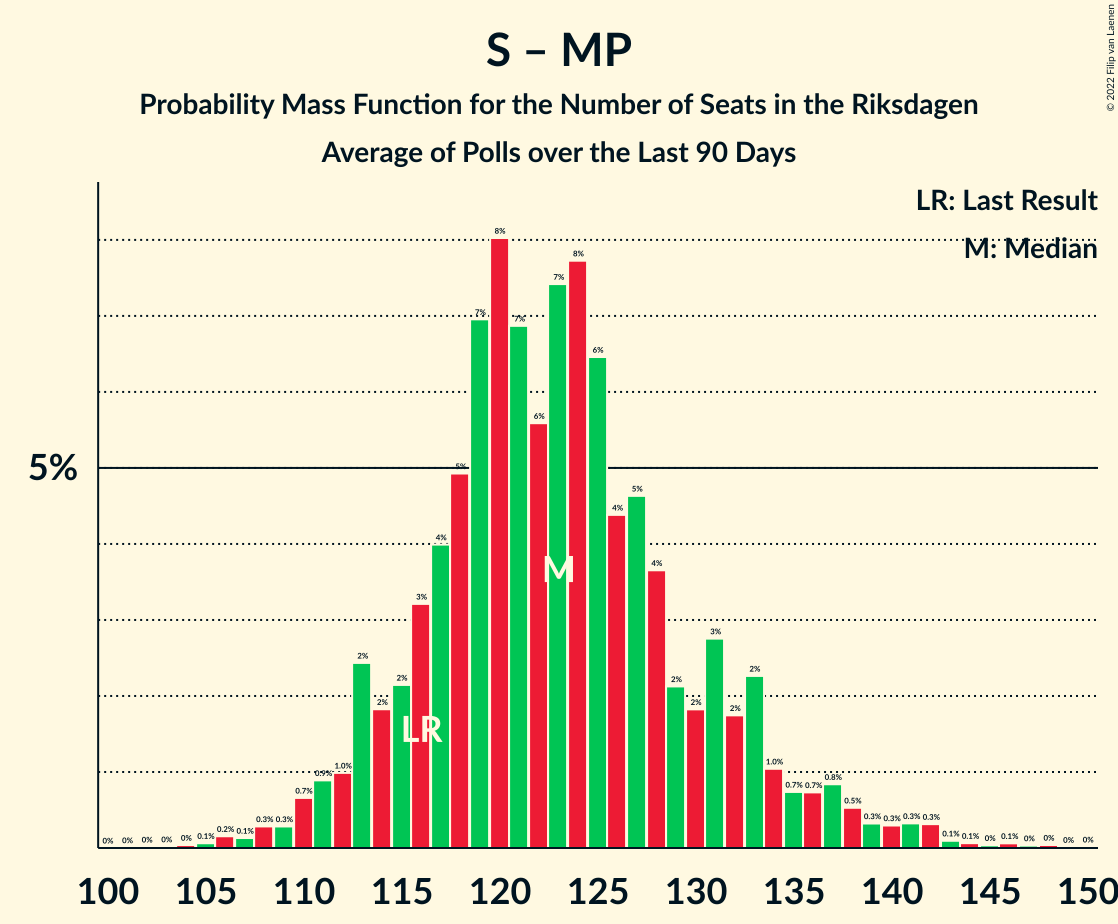 S – MP
Probability Mass Function for the Number of Seats in the Riksdagen
Average of Polls over the Last 90 Days
© 2022 Filip van Laenen
LR: Last Result
M: Median
5%
0% 0% 0% 0% 0% 0.1% 0.2% 0.1% 0.3% 0.3% 0.7% 0.9% 1.0% 2% 2% 2% 3% 4% 5% 7% 8% 7% 6% 7% 8% 6% 4% 5% 4% 2% 2% 3% 2% 2% 1.0% 0.7% 0.7% 0.8% 0.5% 0.3% 0.3% 0.3% 0.3% 0.1% 0.1% 0% 0.1% 0% 0% 0% 0%
M
LR
100 105 110 115 120 125 130 135 140 145 150